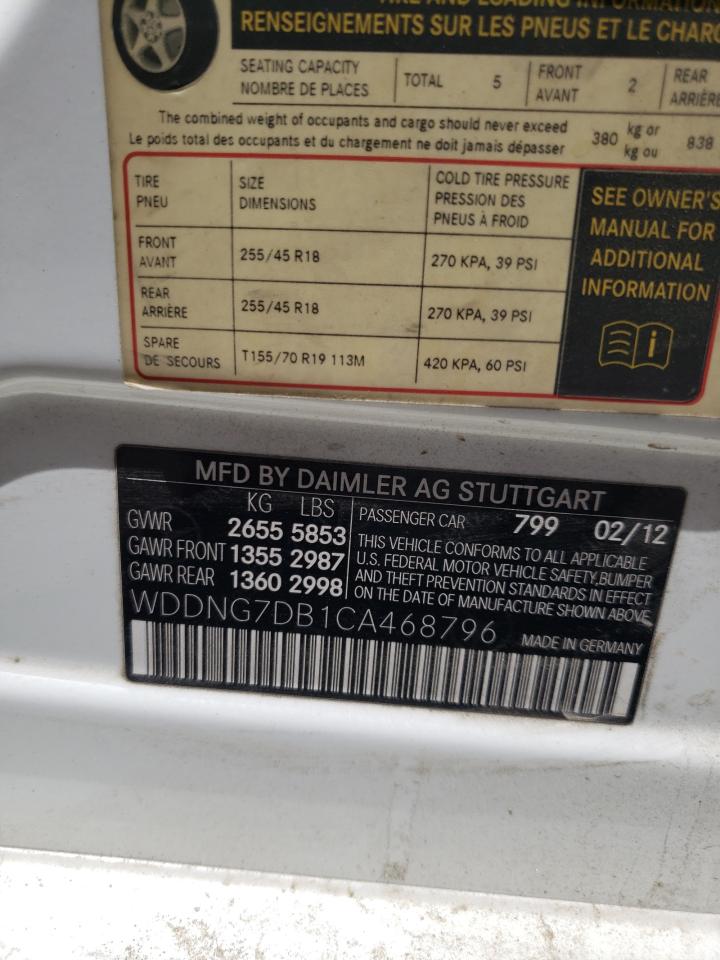 TIRE AND LOADING INFORMATION
RENSEIGNEMENTS SUR LES PNEUS ET LE CHARG
SEATING CAPACITY
NOMBRE DE PLACES
TOTAL 5
FRONT
AVANT
2
REAR
ARRIÈRE
The combined weight of occupants and cargo should never exceed
Le poids total des occupants et du chargement ne doit jamais dépasser
380
kg or
kg ou
838
TIRE
PNEU
SIZE
DIMENSIONS
COLD TIRE PRESSURE
PRESSION DES
PNEUS À FROID
SEE OWNER'S
MANUAL FOR
ADDITIONAL
INFORMATION
i
FRONT
AVANT
255/45 R18
270 KPA, 39 PSI
REAR
ARRIÈRE
255/45 R18
270 KPA, 39 PSI
SPARE
DE SECOURS
T155/70 R19 113M
420 KPA, 60 PSI
MFD BY DAIMLER AG STUTTGART
KG LBS
GVWR 2655 5853
GAWR FRONT 1355 2987
GAWR REAR 1360 2998
PASSENGER CAR 799 02/12
THIS VEHICLE CONFORMS TO ALL APPLICABLE
U.S. FEDERAL MOTOR VEHICLE SAFETY,BUMPER
AND THEFT PREVENTION STANDARDS IN EFFECT
ON THE DATE OF MANUFACTURE SHOWN ABOVE
WDDNG7DB1CA468796
MADE IN GERMANY